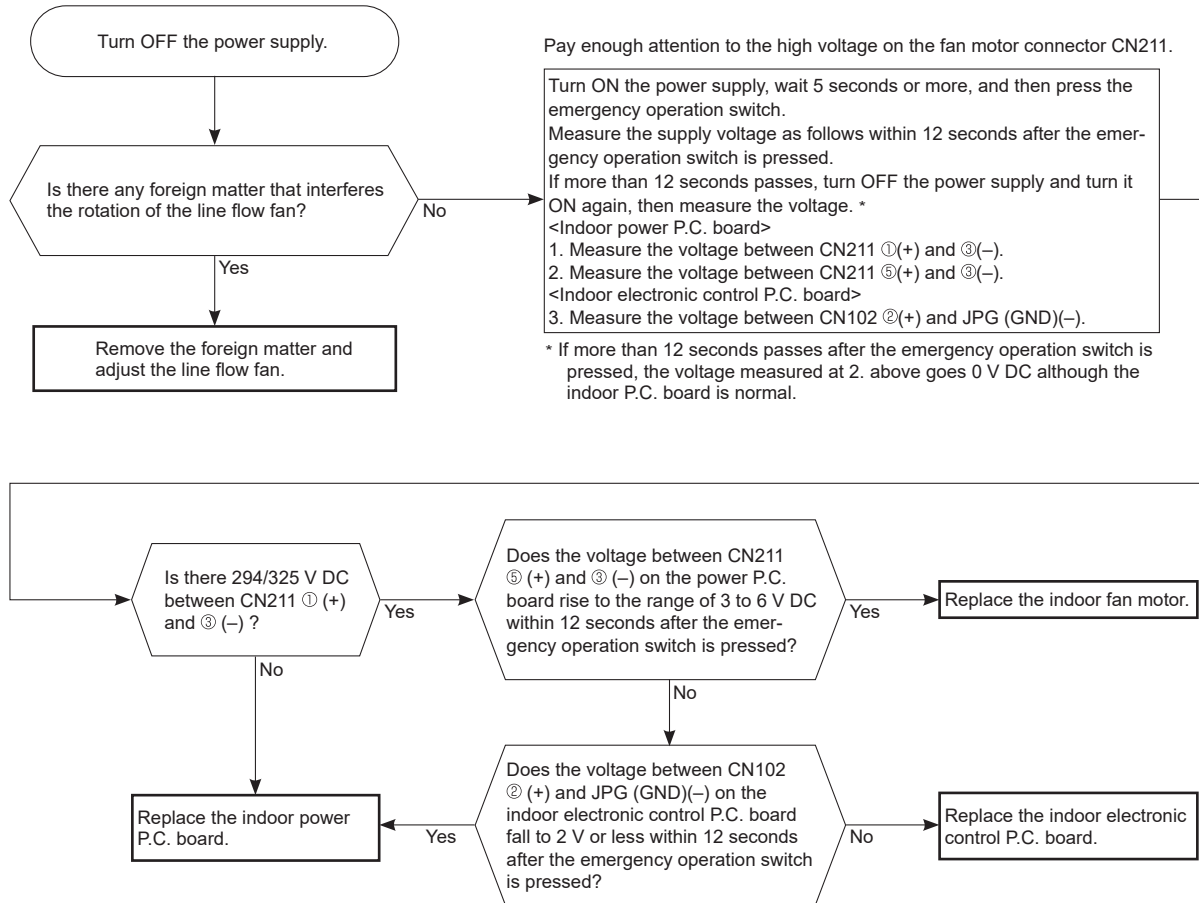 Turn OFF the power supply.
Is there any foreign matter that interferes
the rotation of the line flow fan?
No
Yes
Remove the foreign matter and
adjust the line flow fan.
Pay enough attention to the high voltage on the fan motor connector CN211.
Turn ON the power supply, wait 5 seconds or more, and then press the
emergency operation switch.
Measure the supply voltage as follows within 12 seconds after the emer-
gency operation switch is pressed.
If more than 12 seconds passes, turn OFF the power supply and turn it
ON again, then measure the voltage. *
<Indoor power P.C. board>
1. Measure the voltage between CN211 ①(+) and ③(–).
2. Measure the voltage between CN211 ⑤(+) and ③(–).
<Indoor electronic control P.C. board>
3. Measure the voltage between CN102 ②(+) and JPG (GND)(–).
* If more than 12 seconds passes after the emergency operation switch is
pressed, the voltage measured at 2. above goes 0 V DC although the
indoor P.C. board is normal.
Is there 294/325 V DC
between CN211 ① (+)
and ③ (–) ?
Yes
No
Does the voltage between CN211
⑤ (+) and ③ (–) on the power P.C.
board rise to the range of 3 to 6 V DC
within 12 seconds after the emer-
gency operation switch is pressed?
Yes
No
Replace the indoor fan motor.
Does the voltage between CN102
② (+) and JPG (GND)(–) on the
indoor electronic control P.C. board
fall to 2 V or less within 12 seconds
after the emergency operation switch
is pressed?
Yes
No
Replace the indoor power
P.C. board.
Replace the indoor electronic
control P.C. board.